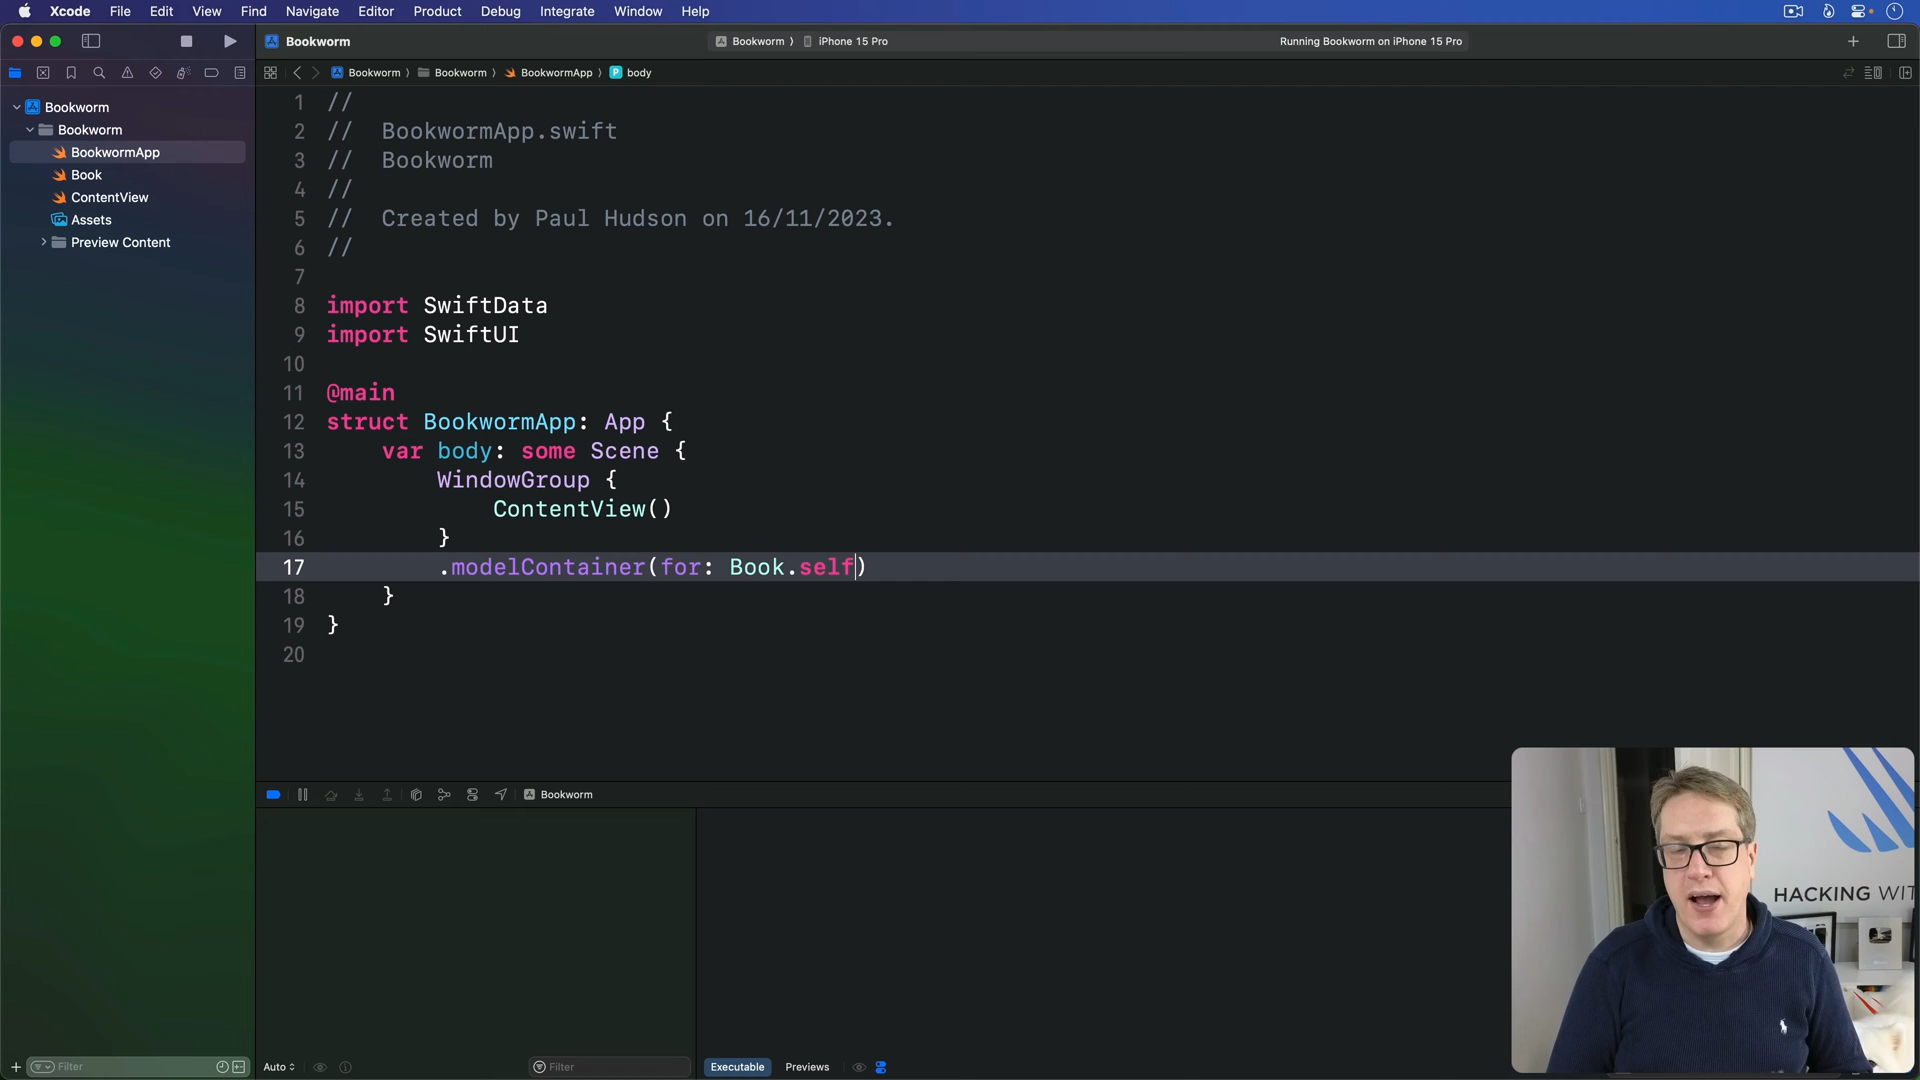 Xcode File Edit View Find Navigate Editor Product Debug Integrate Window Help
Bookworm
Bookworm iPhone 15 Pro
Running Bookworm on iPhone 15 Pro
Bookworm Bookworm BookwormApp P body
Bookworm
Bookworm
BookwormApp
Book
ContentView
Assets
Preview Content
1 //
2 // BookwormApp.swift
3 // Bookworm
4 //
5 // Created by Paul Hudson on 16/11/2023.
6 //
7
8 import SwiftData
9 import SwiftUI
10
11 @main
12 struct BookwormApp: App {
13 var body: some Scene {
14 WindowGroup {
15 ContentView()
16 }
17 .modelContainer(for: Book.self)
18 }
19 }
20
Bookworm
HACKING WIT
Filter
Auto
Filter
Executable
Previews